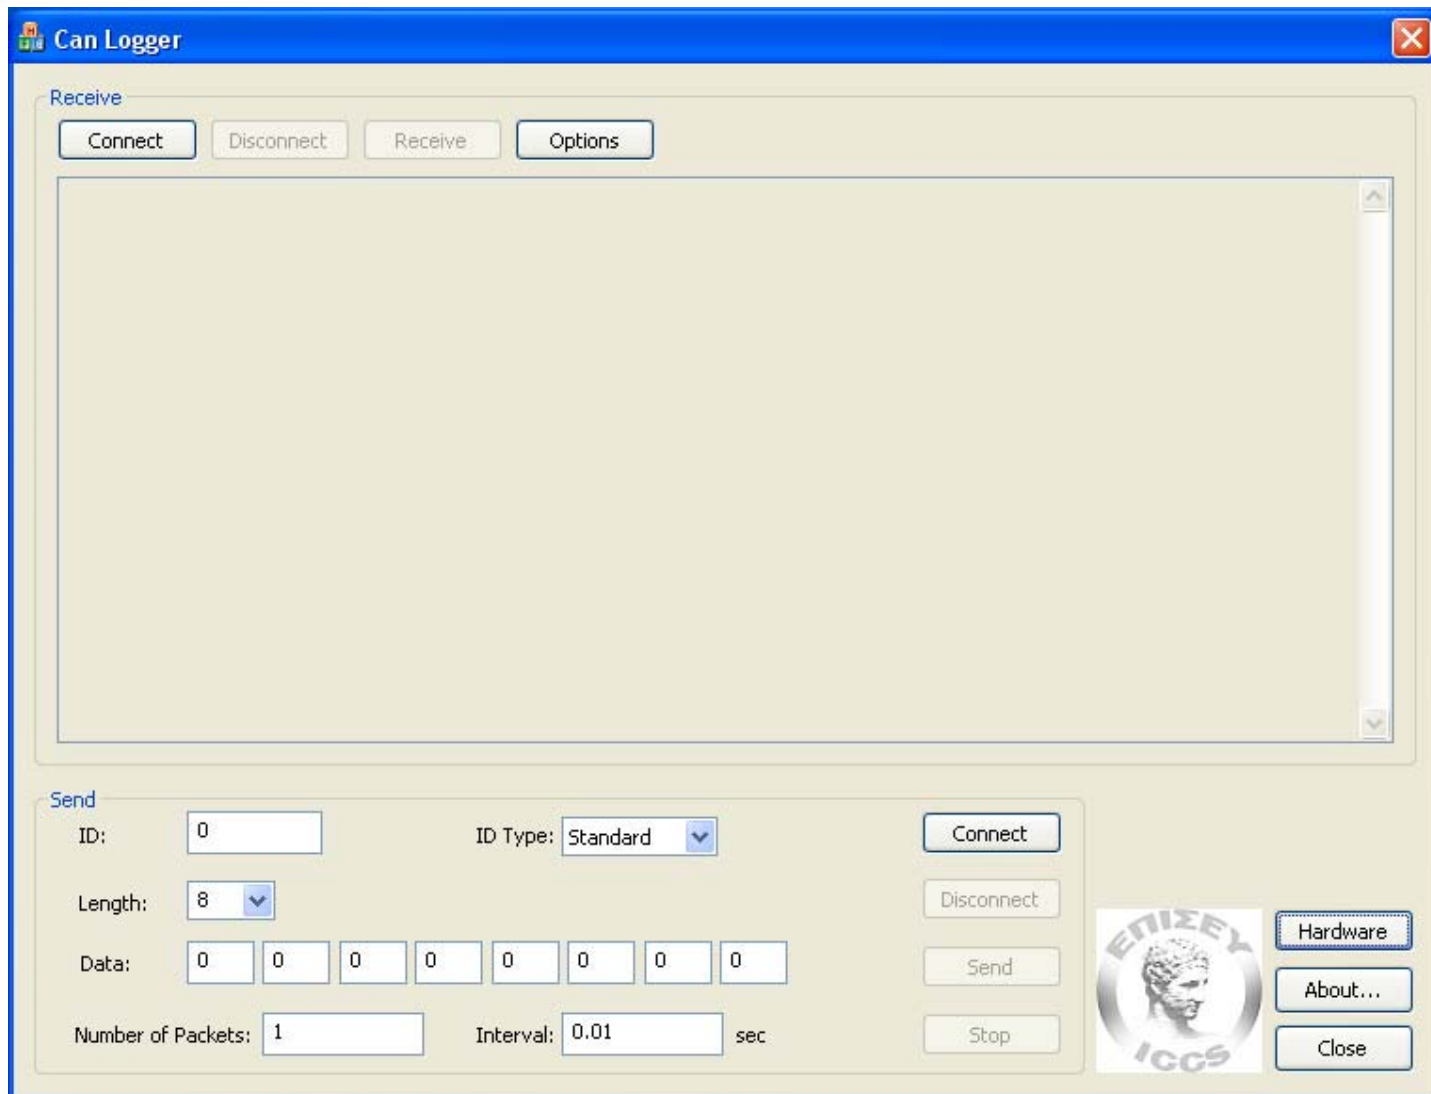 Can Logger
Receive
Connect Disconnect Receive Options
Send
ID: 0 ID Type: Standard Connect
Length: 8 Disconnect
Data: 0 0 0 0 0 0 0 0 Send
Number of Packets: 1 Interval: 0.01 sec Stop
ΕΠΙΣΕΥ
ICCS
Hardware
About...
Close